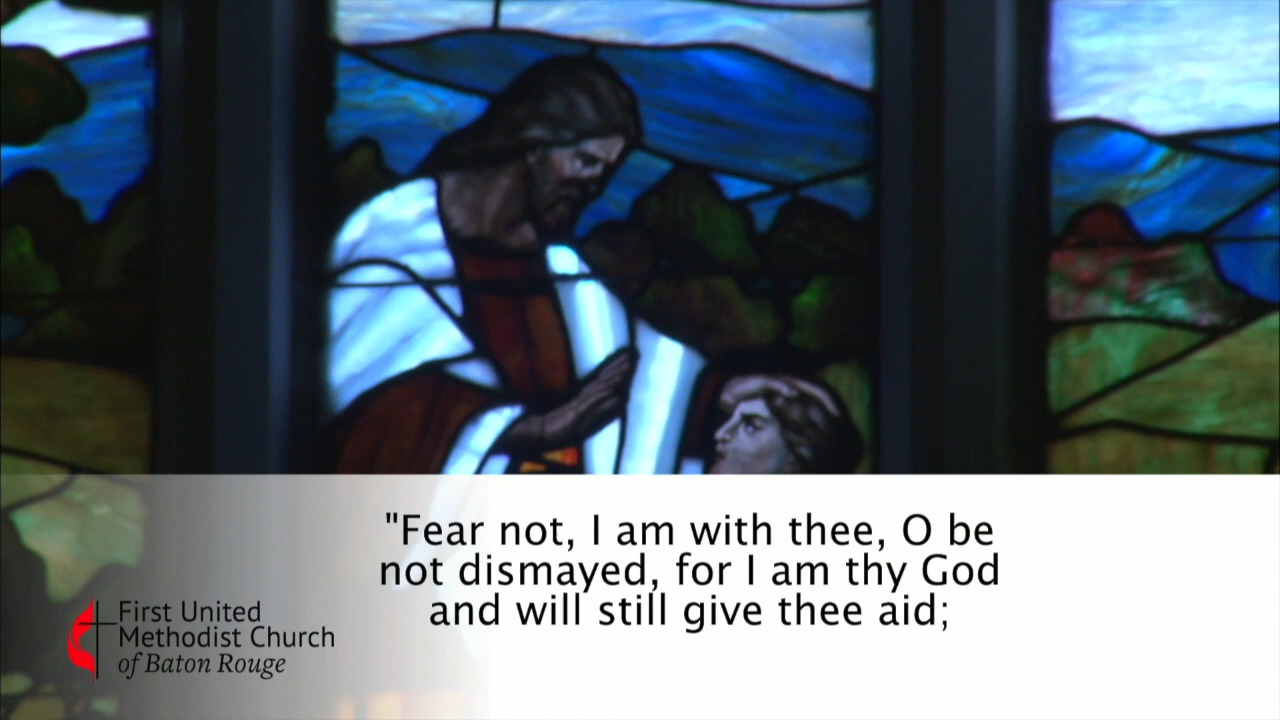 "Fear not, I am with thee, O be
not dismayed, for I am thy God
and will still give thee aid;
First United
Methodist Church
of Baton Rouge